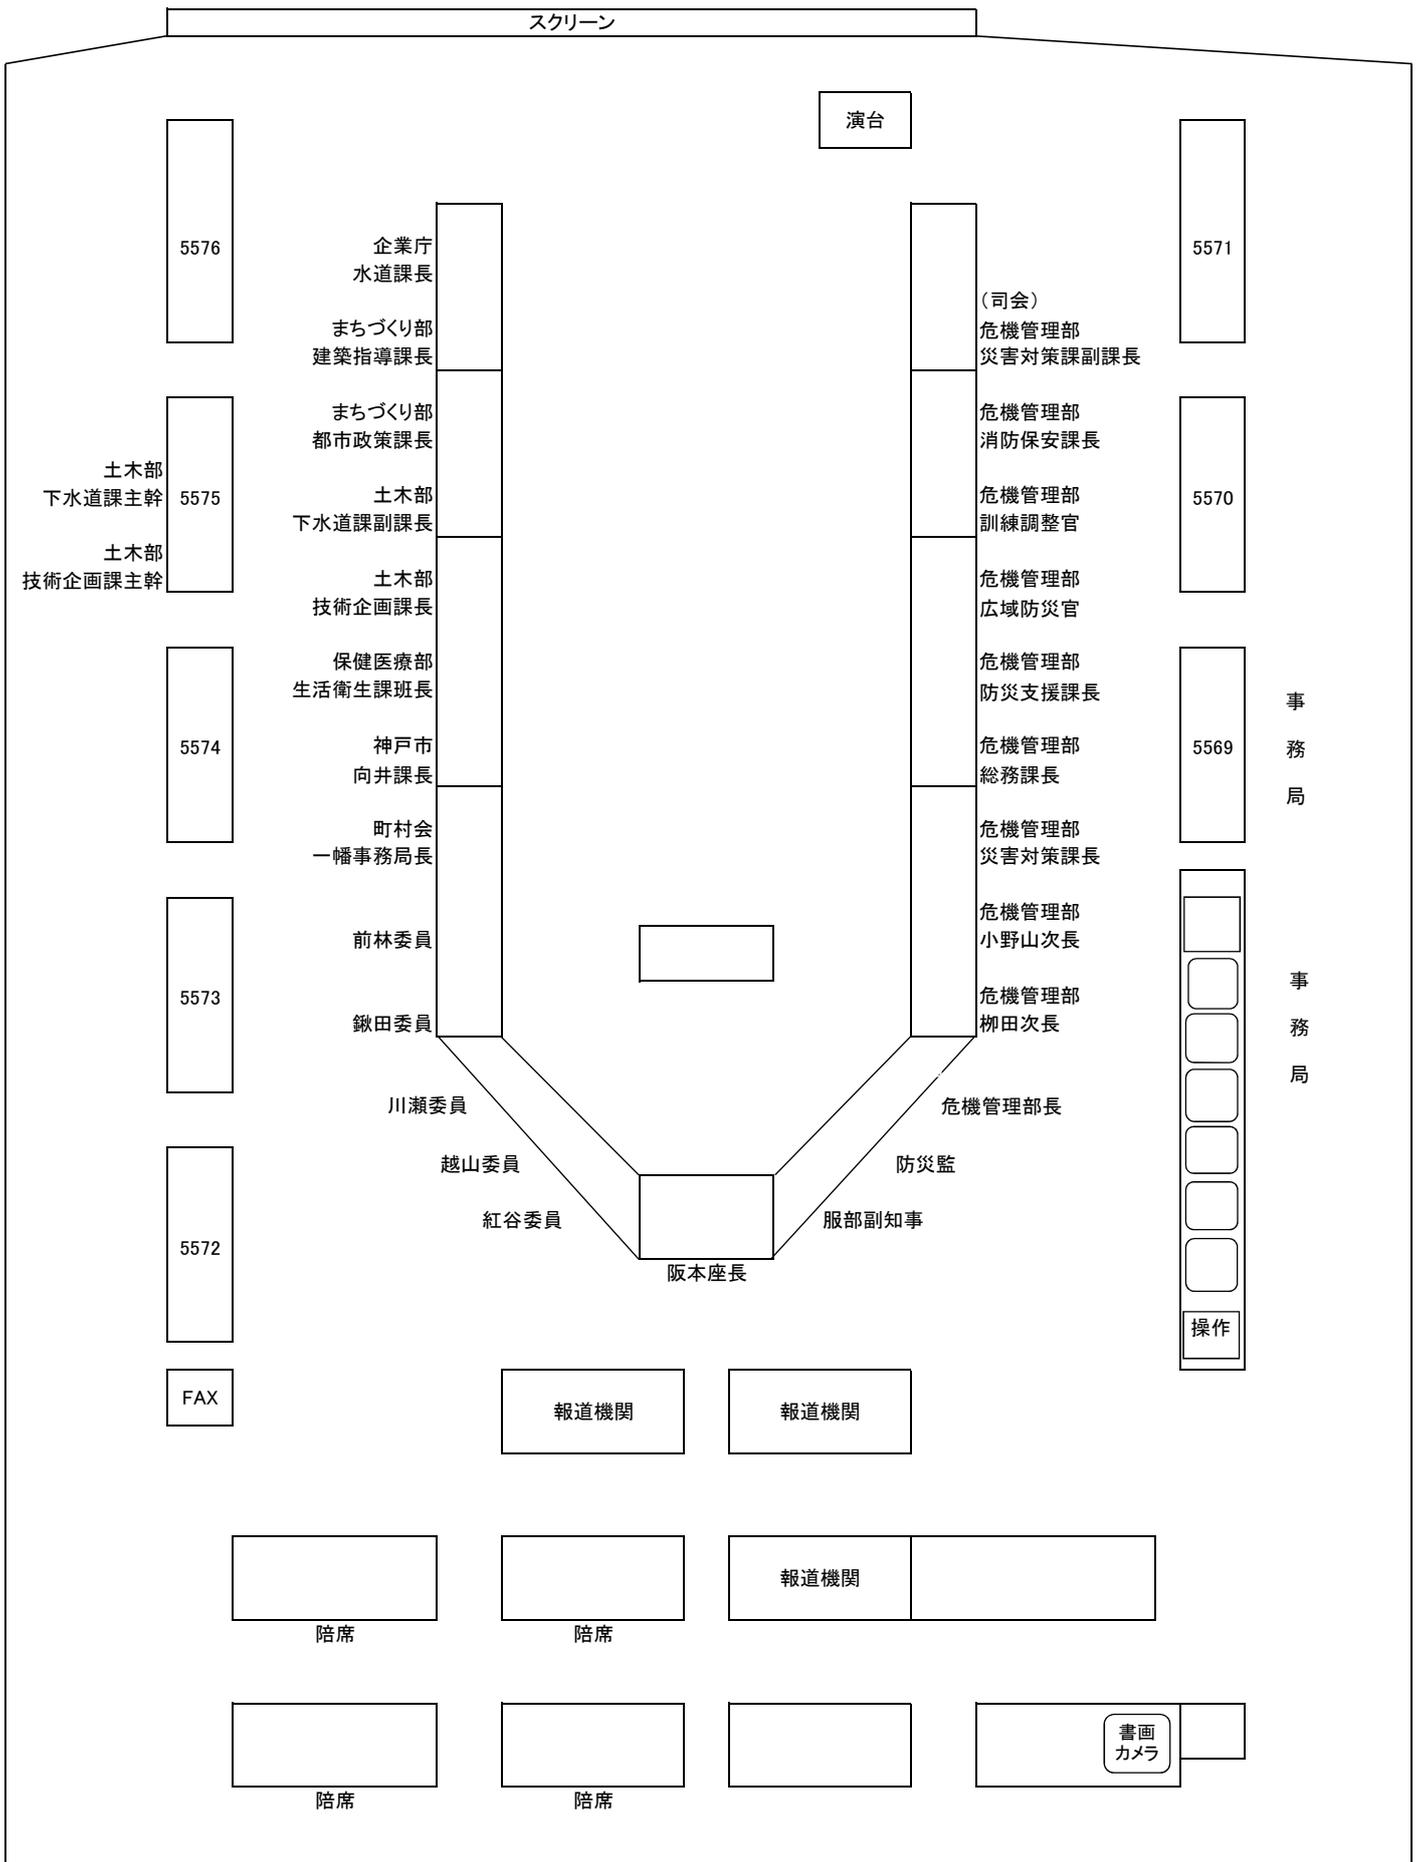 スクリーン
演台
5576
5571
企業庁
水道課長
(司会)
まちづくり部
建築指導課長
危機管理部
災害対策課副課長
まちづくり部
都市政策課長
危機管理部
消防保安課長
土木部
下水道課主幹
5575
土木部
下水道課副課長
危機管理部
訓練調整官
5570
土木部
技術企画課主幹
土木部
技術企画課長
危機管理部
広域防災官
保健医療部
生活衛生課班長
危機管理部
防災支援課長
5574
神戸市
向井課長
危機管理部
総務課長
5569
事務局
町村会
一幡事務局長
危機管理部
災害対策課長
前林委員
危機管理部
小野山次長
5573
鍬田委員
危機管理部
栁田次長
事務局
川瀬委員
危機管理部長
越山委員
防災監
紅谷委員
服部副知事
5572
阪本座長
操作
FAX
報道機関
報道機関
報道機関
陪席
陪席
書画
カメラ
陪席
陪席